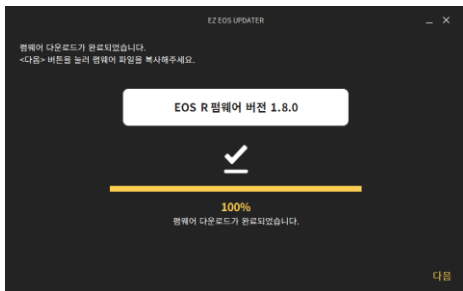 EZ EOS UPDATER
펌웨어 다운로드가 완료되었습니다.
<다음> 버튼을 눌러 펌웨어 파일을 복사해주세요.
EOS R 펌웨어 버전 1.8.0
100%
펌웨어 다운로드가 완료되었습니다.
다음